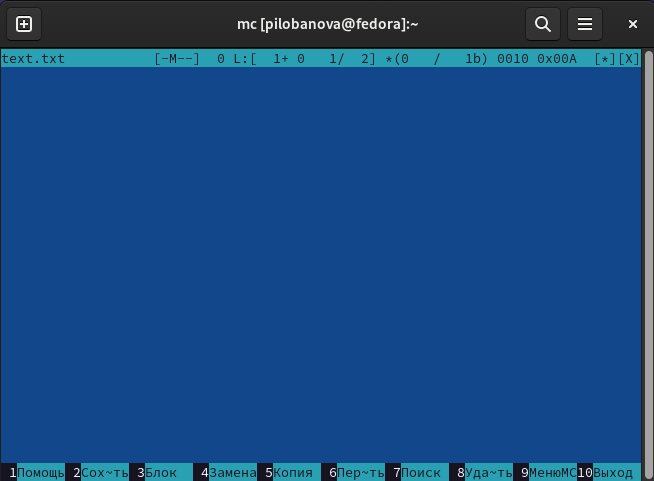 mc [pilobanova@fedora]:~
text.txt [-M--] 0 L:[ 1+ 0 1/ 2] *(0 / 1b) 0010 0x00A [*][X]
1Помощь 2Сох~ть 3Блок 4Замена 5Копия 6Пер~ть 7Поиск 8Уда~ть 9МенюMC 10Выход